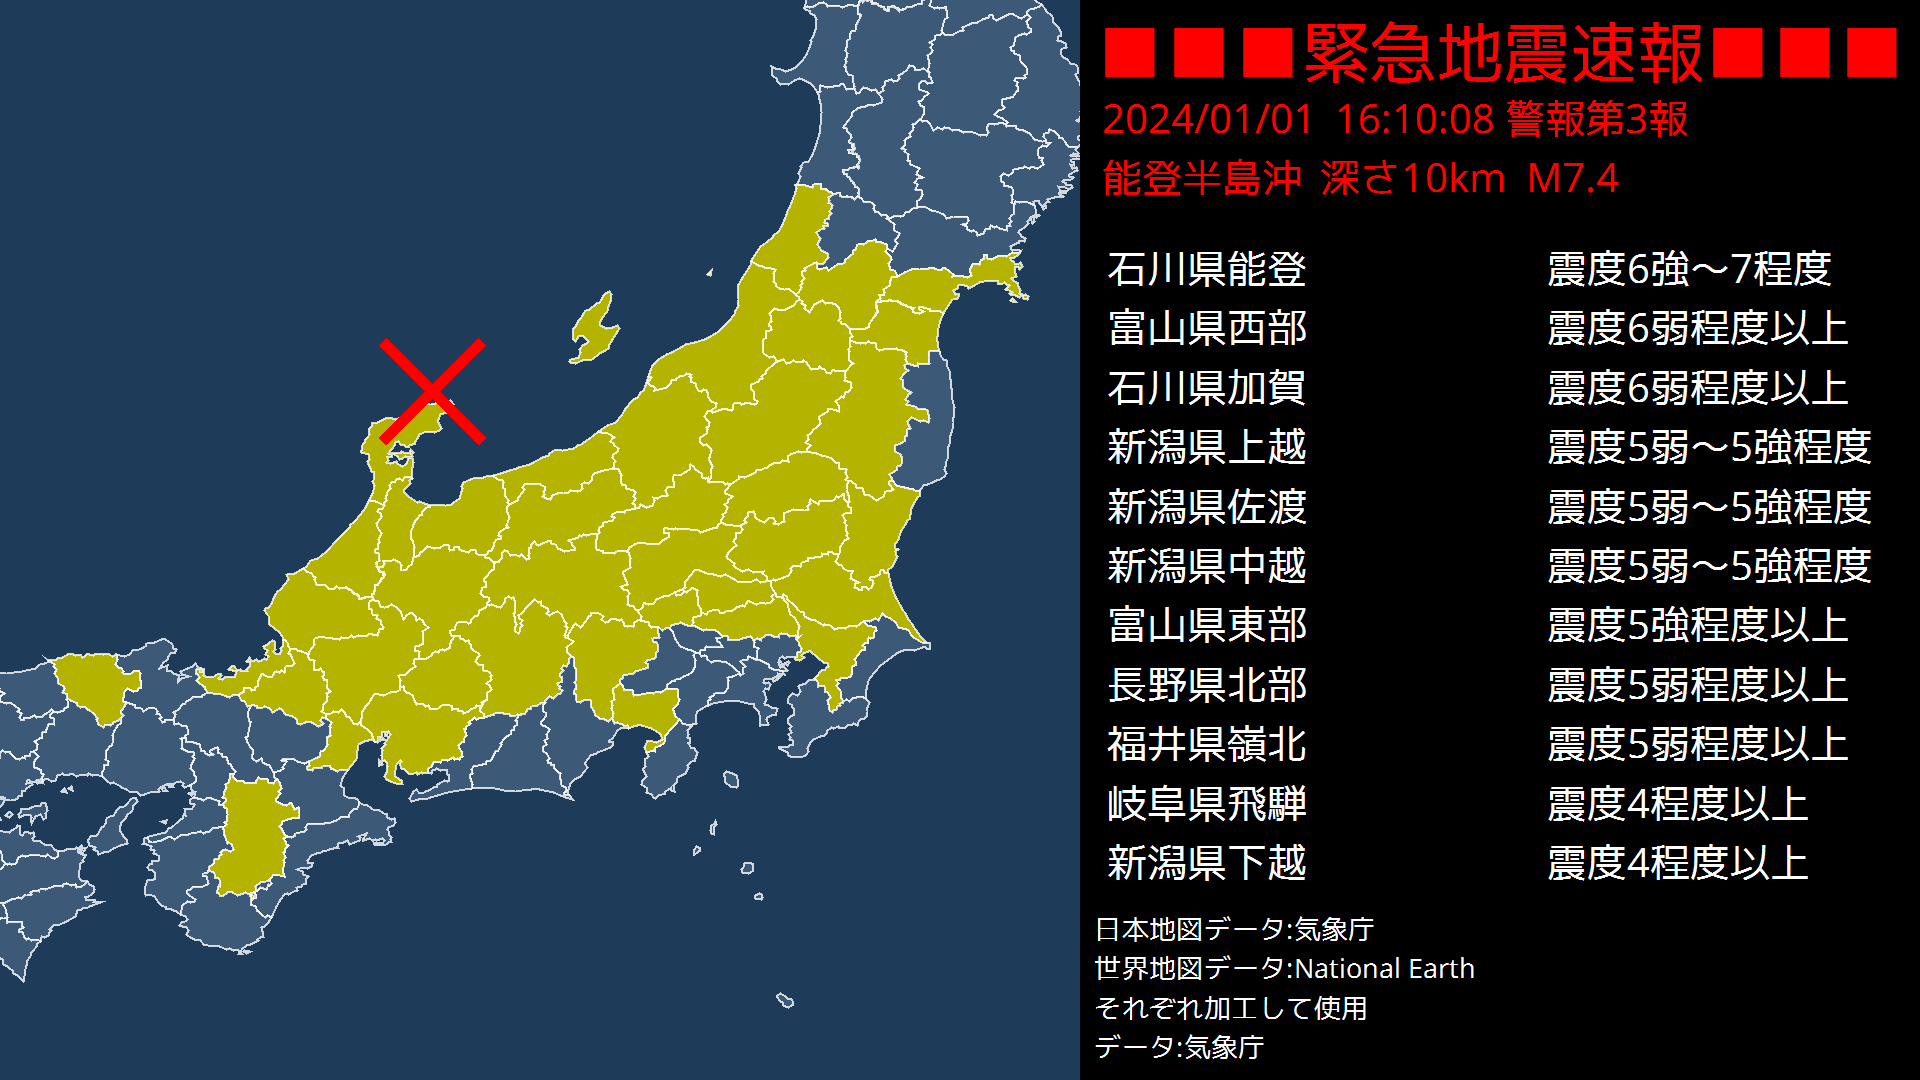 ■■■緊急地震速報■■■
2024/01/01 16:10:08 警報第3報
能登半島沖 深さ10km M7.4
石川県能登 震度6強～7程度
富山県西部 震度6弱程度以上
石川県加賀 震度6弱程度以上
新潟県上越 震度5弱～5強程度
新潟県佐渡 震度5弱～5強程度
新潟県中越 震度5弱～5強程度
富山県東部 震度5強程度以上
長野県北部 震度5弱程度以上
福井県嶺北 震度5弱程度以上
岐阜県飛騨 震度4程度以上
新潟県下越 震度4程度以上
日本地図データ:気象庁
世界地図データ:National Earth
それぞれ加工して使用
データ:気象庁